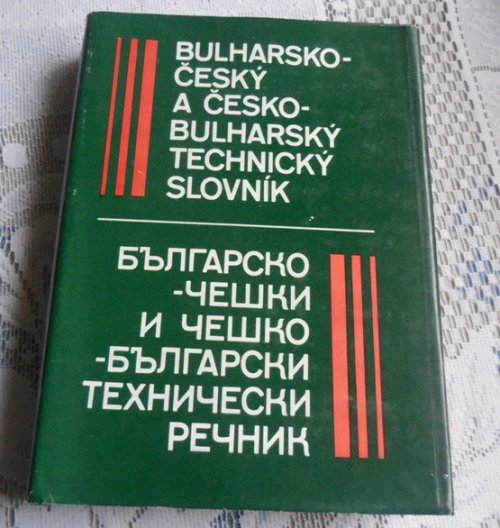 BULHARSKO-
ČESKÝ
A ČESKO-
BULHARSKÝ
TECHNICKÝ
SLOVNÍK
БЪЛГАРСКО
-ЧЕШКИ
И ЧЕШКО
-БЪЛГАРСКИ
ТЕХНИЧЕСКИ
РЕЧНИК